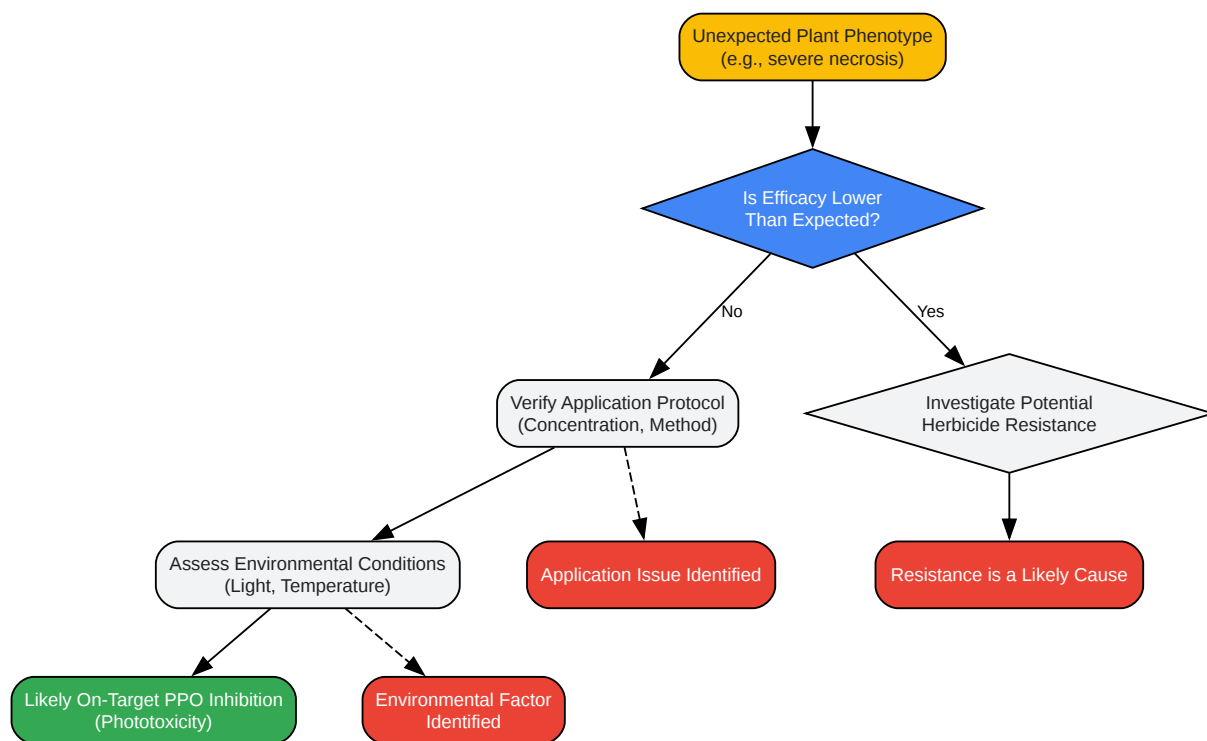 Unexpected Plant Phenotype
(e.g., severe necrosis)
Is Efficacy Lower
Than Expected?
No
Yes
Verify Application Protocol
(Concentration, Method)
Investigate Potential
Herbicide Resistance
Assess Environmental Conditions
(Light, Temperature)
Application Issue Identified
Resistance is a Likely Cause
Likely On-Target PPO Inhibition
(Phototoxicity)
Environmental Factor
Identified